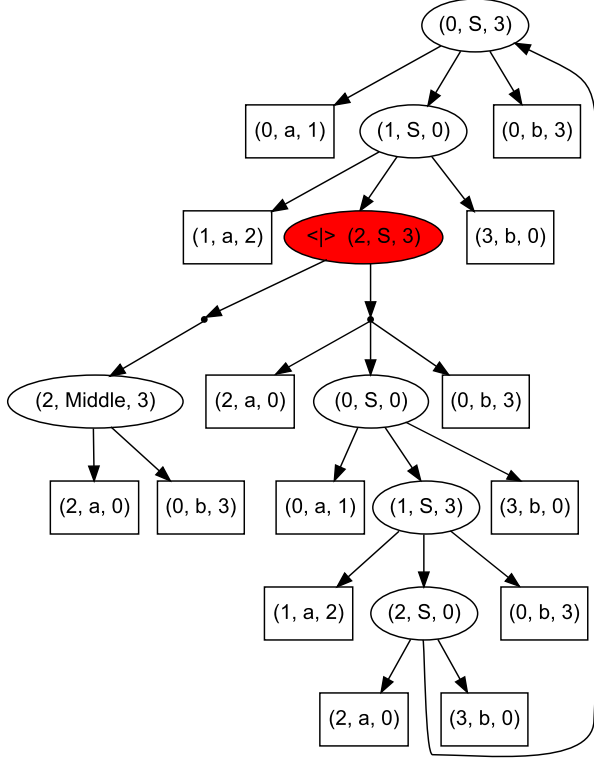 (0, S, 3)
(0, a, 1)
(1, S, 0)
(0, b, 3)
(1, a, 2)
<|> (2, S, 3)
(3, b, 0)
(2, Middle, 3)
(2, a, 0)
(0, S, 0)
(0, b, 3)
(2, a, 0)
(0, b, 3)
(0, a, 1)
(1, S, 3)
(3, b, 0)
(1, a, 2)
(2, S, 0)
(0, b, 3)
(2, a, 0)
(3, b, 0)